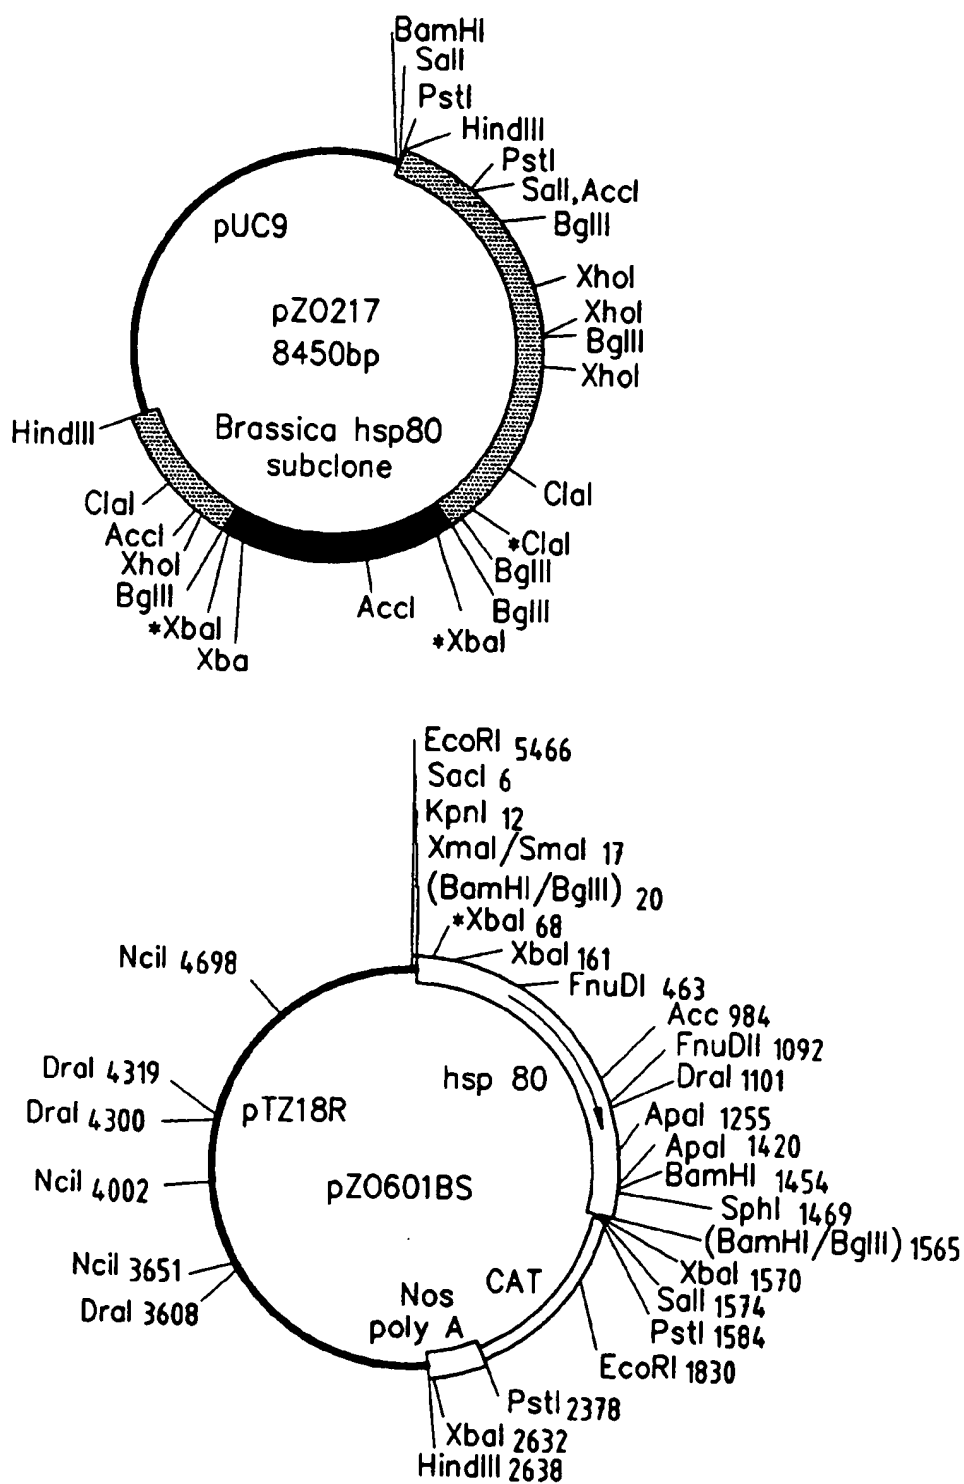 BamHI
SalI
PstI
HindIII
PstI
SalI,AccI
BglII
XhoI
XhoI
BglII
XhoI
ClaI
*ClaI
BglII
BglII
*XbaI
AccI
Xba
*XbaI
BglII
XhoI
AccI
ClaI
HindIII
pUC9
pZO217
8450bp
Brassica hsp80
subclone
EcoRI 5466
SacI 6
KpnI 12
XmaI/SmaI 17
(BamHI/BglII) 20
*XbaI 68
XbaI 161
FnuDI 463
Acc 984
FnuDII 1092
DraI 1101
ApaI 1255
ApaI 1420
BamHI 1454
SphI 1469
(BamHI/BglII) 1565
XbaI 1570
SalI 1574
PstI 1584
EcoRI 1830
PstI 2378
XbaI 2632
HindIII 2638
DraI 3608
NciI 3651
NciI 4002
DraI 4300
DraI 4319
NciI 4698
pTZ18R
hsp 80
pZO601BS
CAT
Nos
poly A